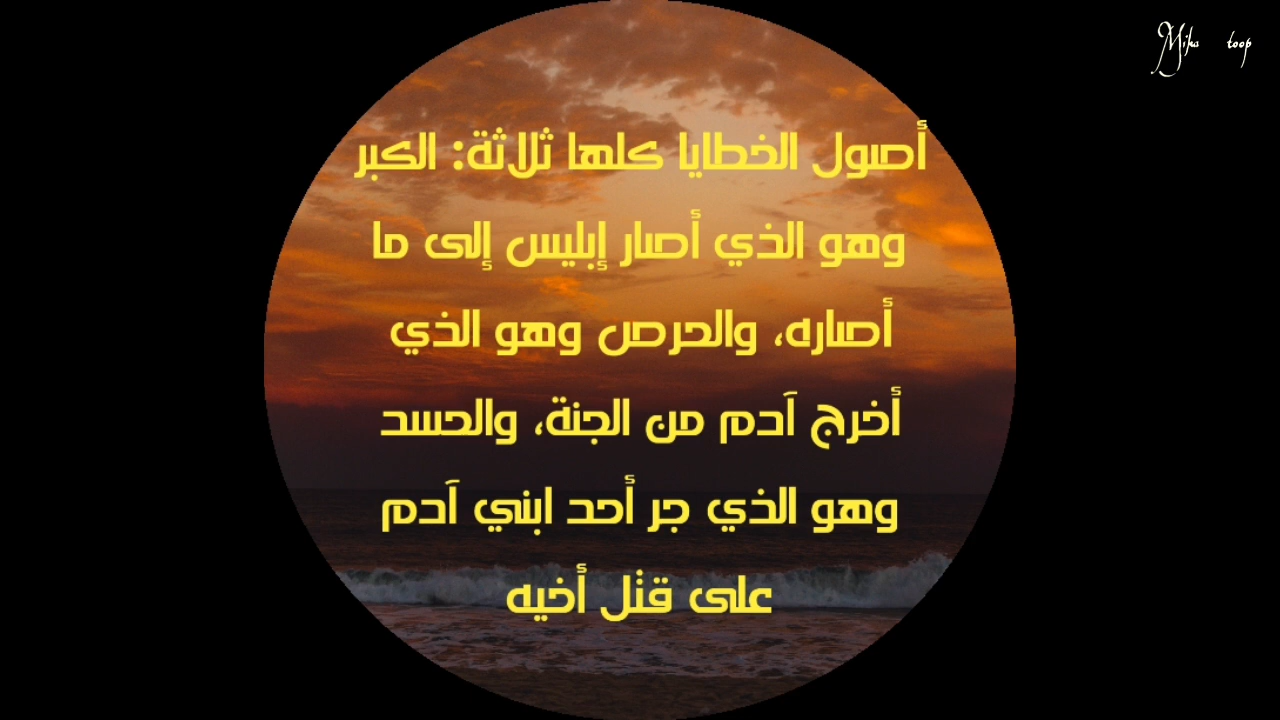 أصول الخطايا كلها ثلاثة: الكبر
وهو الذي أصار إبليس إلى ما
أصاره، والحرص وهو الذي
أخرج آدم من الجنة، والحسد
وهو الذي جر أحد ابني آدم
على قتل أخيه
toop